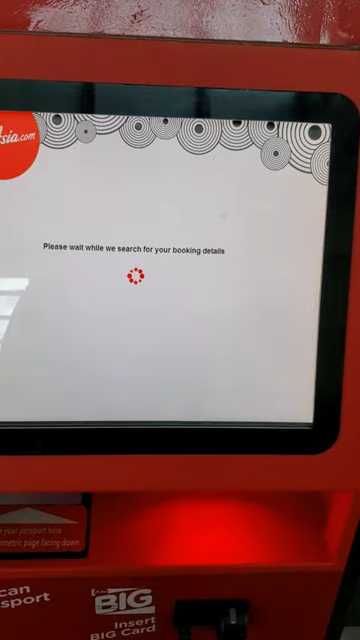 sia.com
Please wait while we search for your booking details
your passport here
metric page facing down
can
sport
BIG
Insert
BIG Card